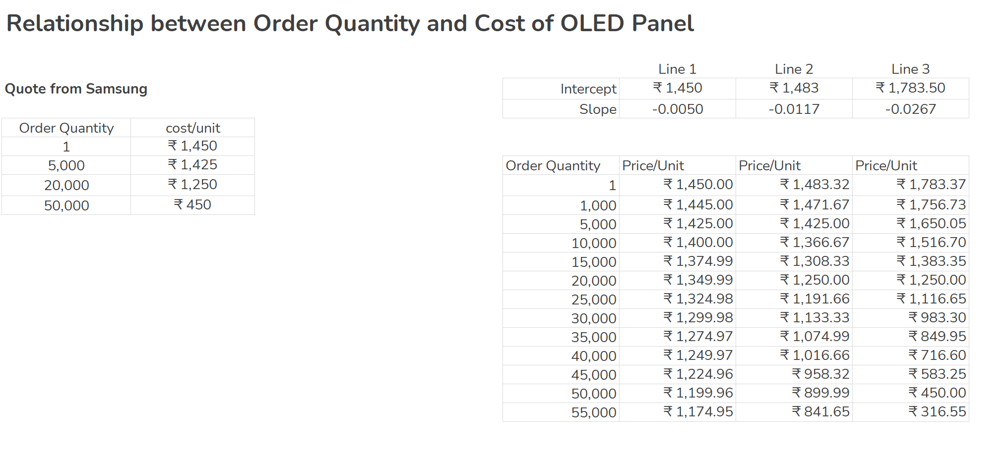 Relationship between Order Quantity and Cost of OLED Panel
Quote from Samsung
Order Quantity cost/unit
1 ₹ 1,450
5,000 ₹ 1,425
20,000 ₹ 1,250
50,000 ₹ 450
Line 1 Line 2 Line 3
Intercept ₹ 1,450 ₹ 1,483 ₹ 1,783.50
Slope -0.0050 -0.0117 -0.0267
Order Quantity Price/Unit Price/Unit Price/Unit
1 ₹ 1,450.00 ₹ 1,483.32 ₹ 1,783.37
1,000 ₹ 1,445.00 ₹ 1,471.67 ₹ 1,756.73
5,000 ₹ 1,425.00 ₹ 1,425.00 ₹ 1,650.05
10,000 ₹ 1,400.00 ₹ 1,366.67 ₹ 1,516.70
15,000 ₹ 1,374.99 ₹ 1,308.33 ₹ 1,383.35
20,000 ₹ 1,349.99 ₹ 1,250.00 ₹ 1,250.00
25,000 ₹ 1,324.98 ₹ 1,191.66 ₹ 1,116.65
30,000 ₹ 1,299.98 ₹ 1,133.33 ₹ 983.30
35,000 ₹ 1,274.97 ₹ 1,074.99 ₹ 849.95
40,000 ₹ 1,249.97 ₹ 1,016.66 ₹ 716.60
45,000 ₹ 1,224.96 ₹ 958.32 ₹ 583.25
50,000 ₹ 1,199.96 ₹ 899.99 ₹ 450.00
55,000 ₹ 1,174.95 ₹ 841.65 ₹ 316.55